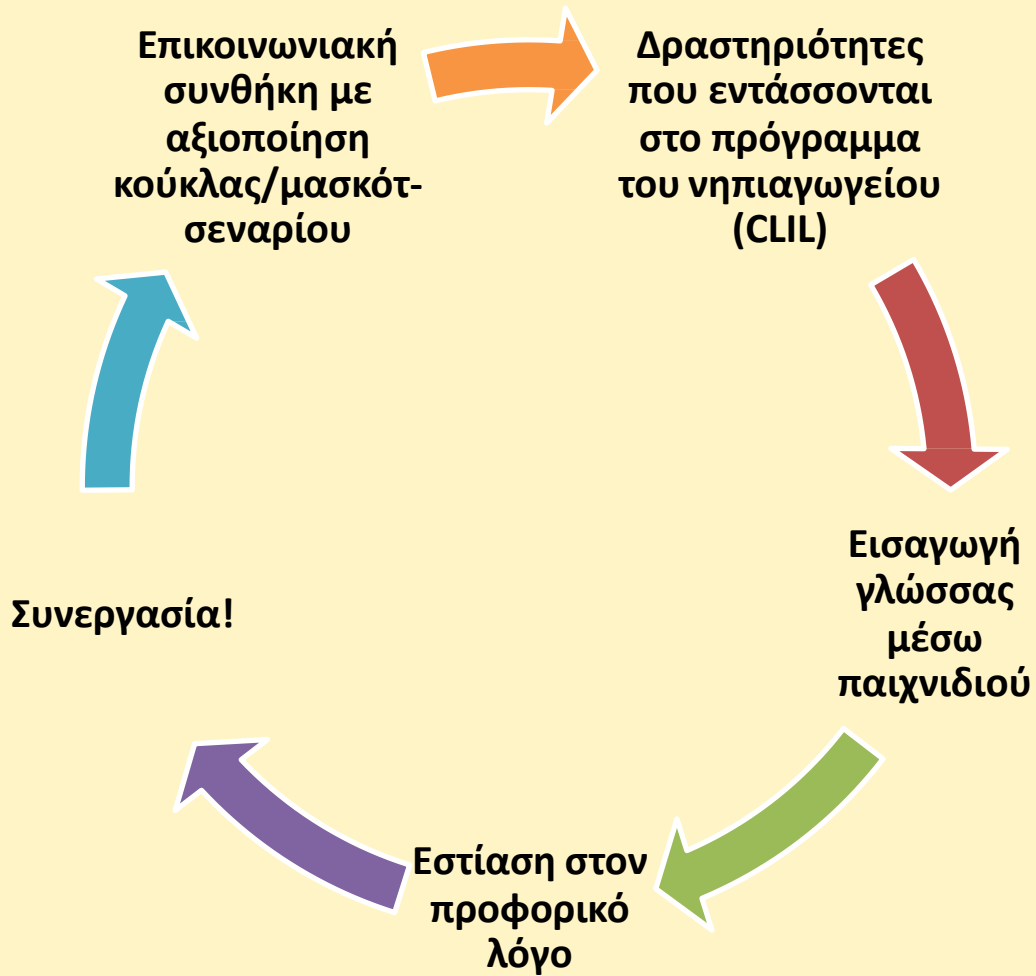 Επικοινωνιακή
συνθήκη με
αξιοποίηση
κούκλας/μασκότ-
σεναρίου
Δραστηριότητες
που εντάσσονται
στο πρόγραμμα
του νηπιαγωγείου
(CLIL)
Εισαγωγή
γλώσσας
μέσω
παιχνιδιού
Εστίαση στον
προφορικό
λόγο
Συνεργασία!